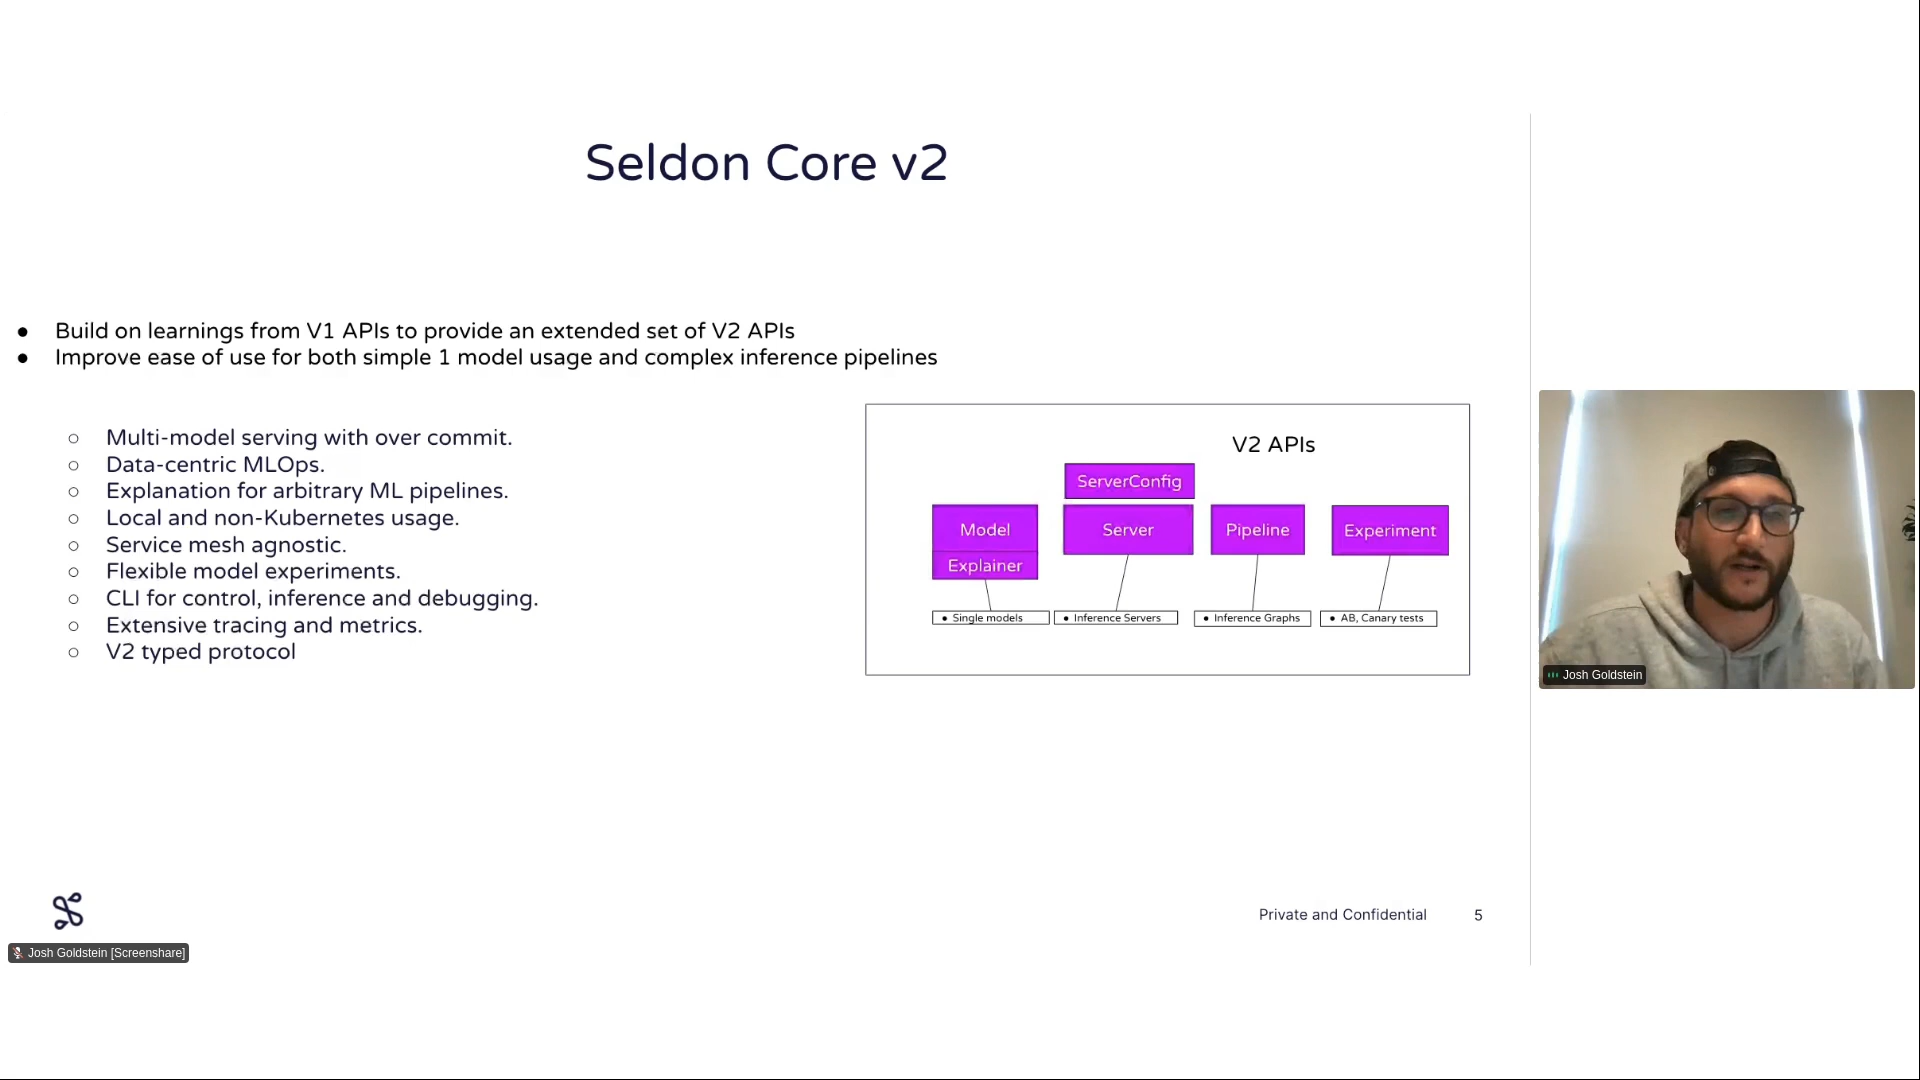 Seldon Core v2
● Build on learnings from V1 APIs to provide an extended set of V2 APIs
● Improve ease of use for both simple 1 model usage and complex inference pipelines
○ Multi-model serving with over commit.
○ Data-centric MLOps.
○ Explanation for arbitrary ML pipelines.
○ Local and non-Kubernetes usage.
○ Service mesh agnostic.
○ Flexible model experiments.
○ CLI for control, inference and debugging.
○ Extensive tracing and metrics.
○ V2 typed protocol
V2 APIs
ServerConfig
Model
Server
Pipeline
Experiment
Explainer
● Single models
● Inference Servers
● Inference Graphs
● AB, Canary tests
Josh Goldstein
Private and Confidential
5
Josh Goldstein [Screenshare]